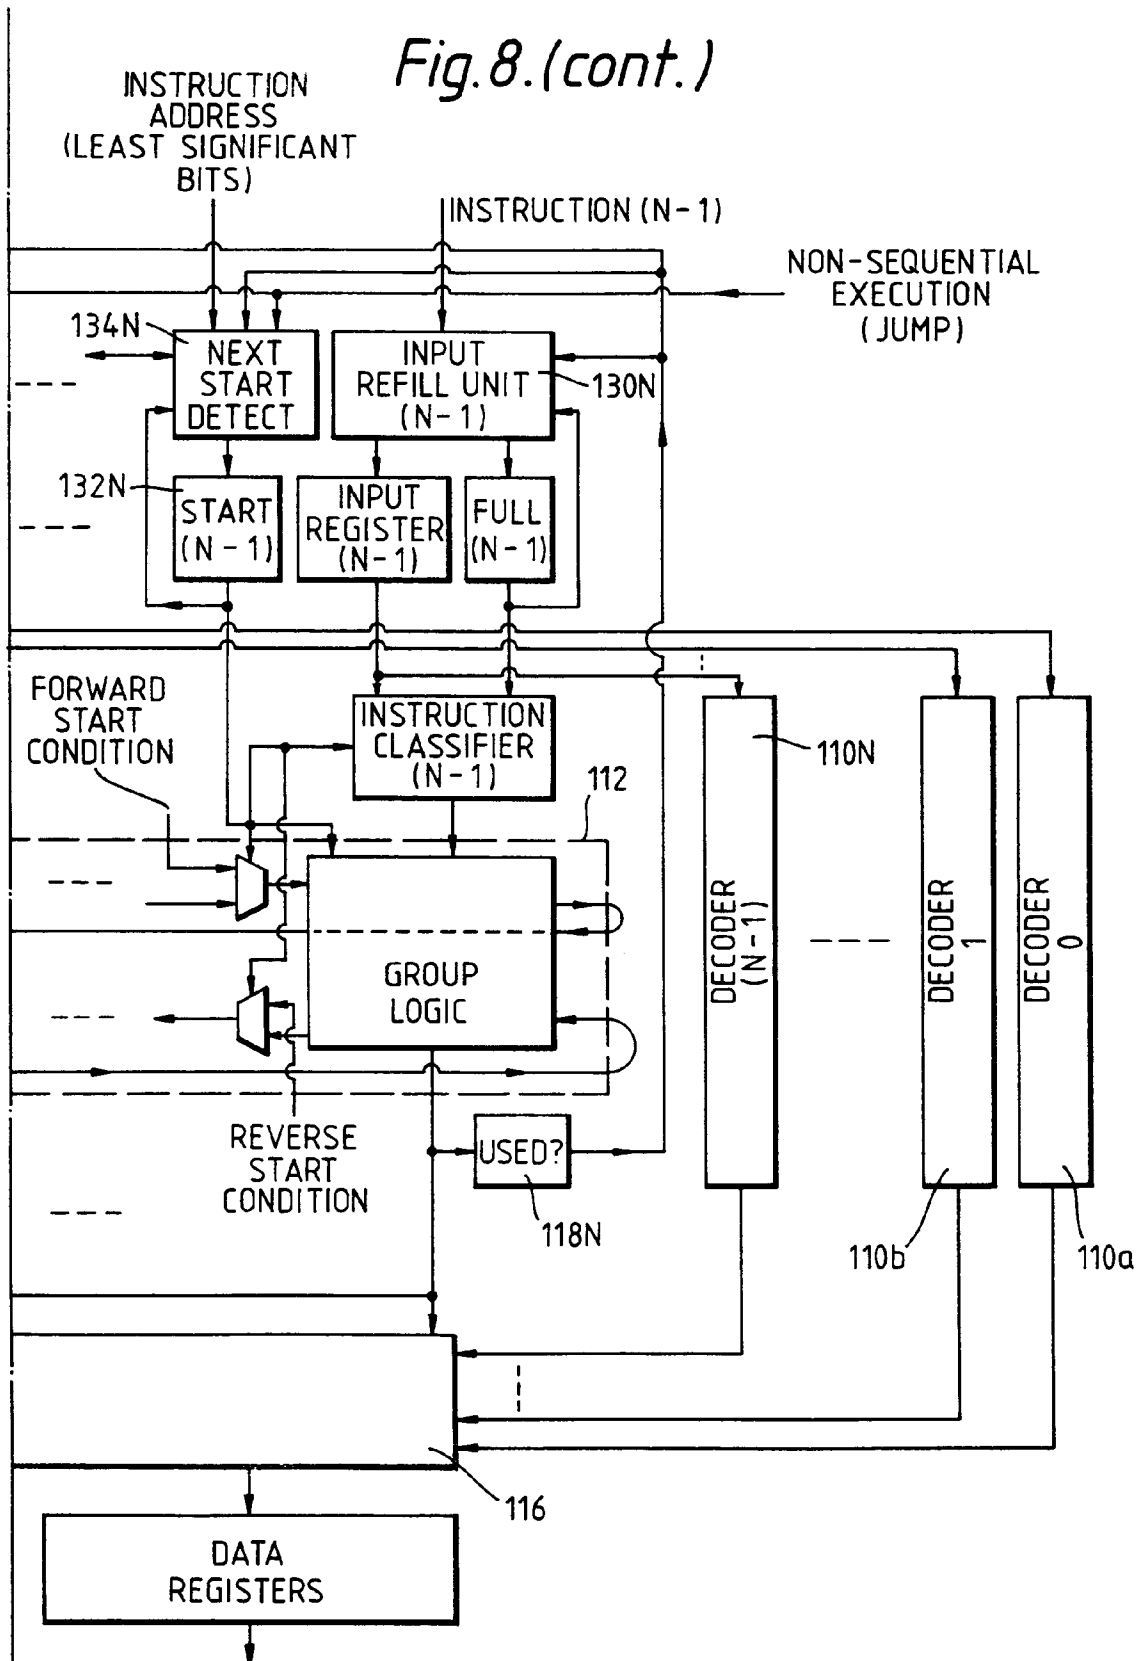 Fig.8.(cont.)
INSTRUCTION
ADDRESS
(LEAST SIGNIFICANT
BITS)
INSTRUCTION (N-1)
NON-SEQUENTIAL
EXECUTION
(JUMP)
134N
NEXT
START
DETECT
INPUT
REFILL UNIT
(N-1)
130N
132N
START
(N-1)
INPUT
REGISTER
(N-1)
FULL
(N-1)
FORWARD
START
CONDITION
INSTRUCTION
CLASSIFIER
(N-1)
110N
112
GROUP
LOGIC
DECODER
(N-1)
DECODER
1
DECODER
0
REVERSE
START
CONDITION
USED?
118N
110b
110a
116
DATA
REGISTERS